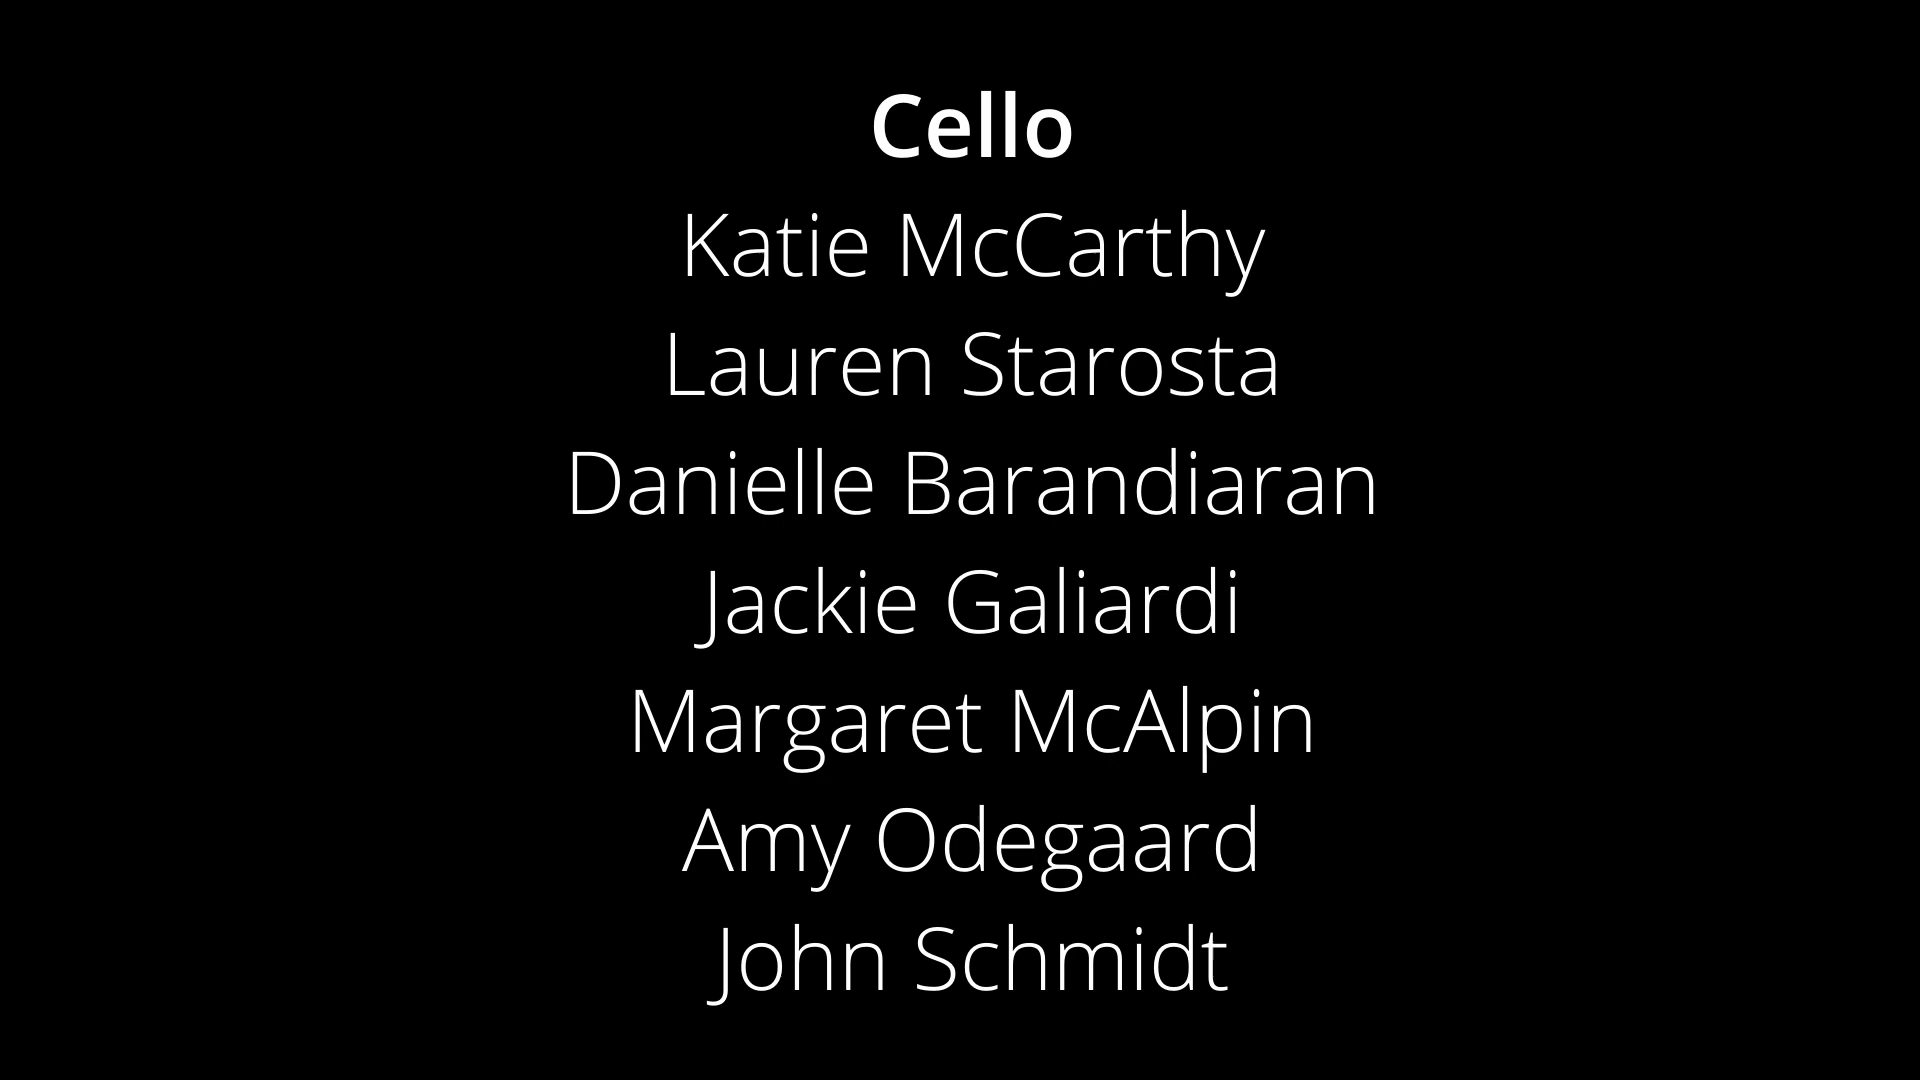 Cello
Katie McCarthy
Lauren Starosta
Danielle Barandiaran
Jackie Galiardi
Margaret McAlpin
Amy Odegaard
John Schmidt